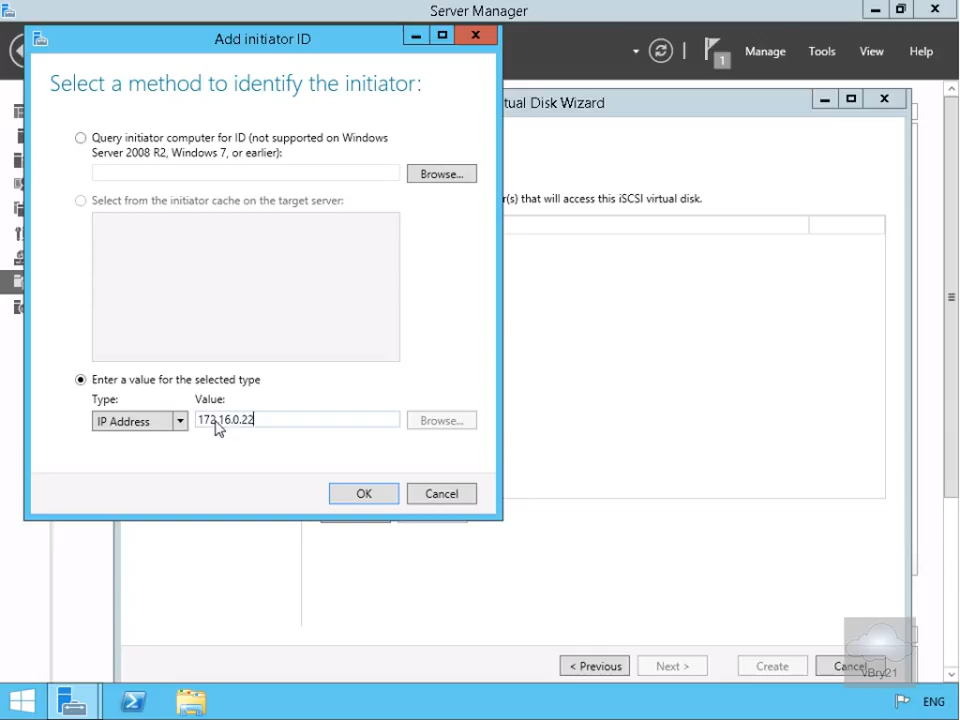 Server Manager
Add initiator ID
1
Manage
Tools
View
Help
Select a method to identify the initiator:
tual Disk Wizard
Query initiator computer for ID (not supported on Windows
Server 2008 R2, Windows 7, or earlier):
Browse...
Select from the initiator cache on the target server:
r(s) that will access this iSCSI virtual disk.
Enter a value for the selected type
Type:
Value:
IP Address
172.16.0.22
Browse...
OK
Cancel
< Previous
Next >
Create
Cancel
VBry21
ENG